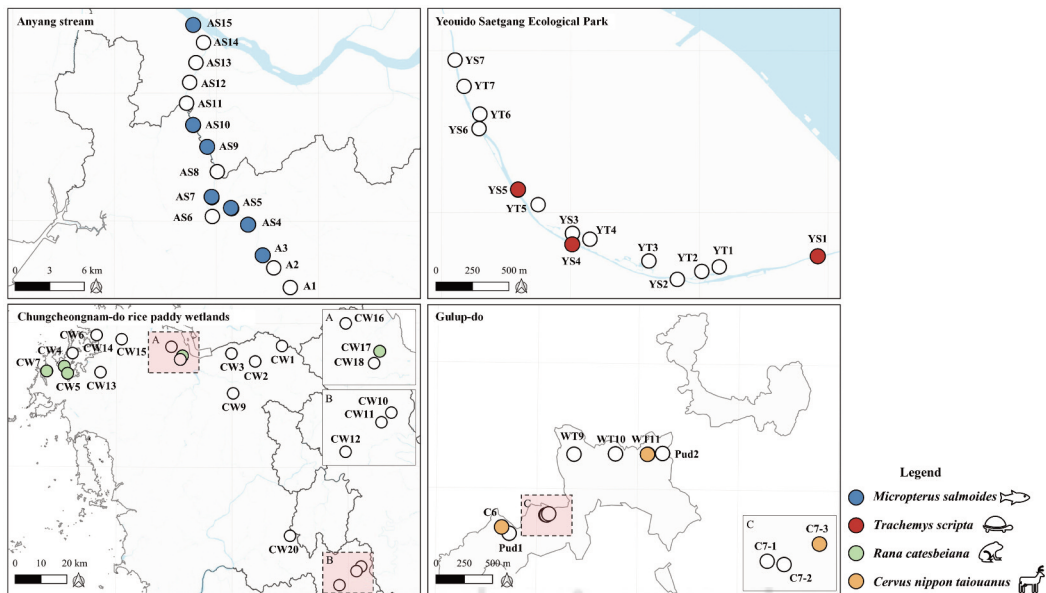 Anyang stream
AS15
AS14
AS13
AS12
AS11
AS10
AS9
AS8
AS7
AS5
AS6
AS4
A3
A2
A1
0 3 6 km
Yeouido Saetgang Ecological Park
YS7
YT7
YT6
YS6
YS5
YT5
YS3
YT4
YS4
YT3
YT2
YT1
YS2
YS1
0 250 500 m
Chungcheongnam-do rice paddy wetlands
CW6
CW4
CW14
CW15
CW7
CW5
CW13
A
CW3
CW2
CW1
CW9
CW20
B
A
CW16
CW17
CW18
B
CW10
CW11
CW12
0 10 20 km
Gulup-do
WT9
WT10
WT11
Pud2
C
C6
Pud1
C
C7-3
C7-1
C7-2
0 250 500 m
Legend
Micropterus salmoides
Trachemys scripta
Rana catesbeiana
Cervus nippon taiouanus